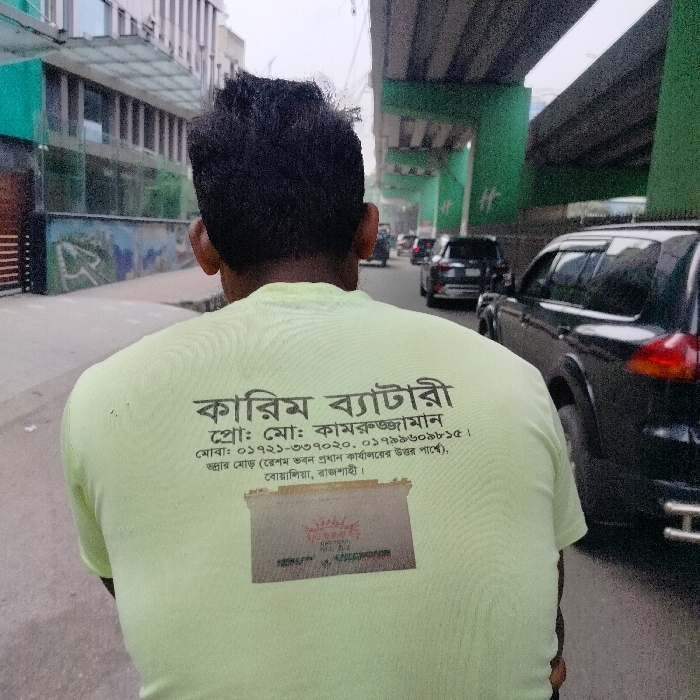 কারিম ব্যাটারী
প্রো: মো: কামরুজ্জামান
মোবা: ০১৭২১-৩৩৭০২০, ০১৭৯৯৬০৯৮১৫।
ভদ্রার মোড় (রেশম ভবন প্রধান কার্যালয়ের উত্তর পার্শ্বে),
বোয়ালিয়া, রাজশাহী।